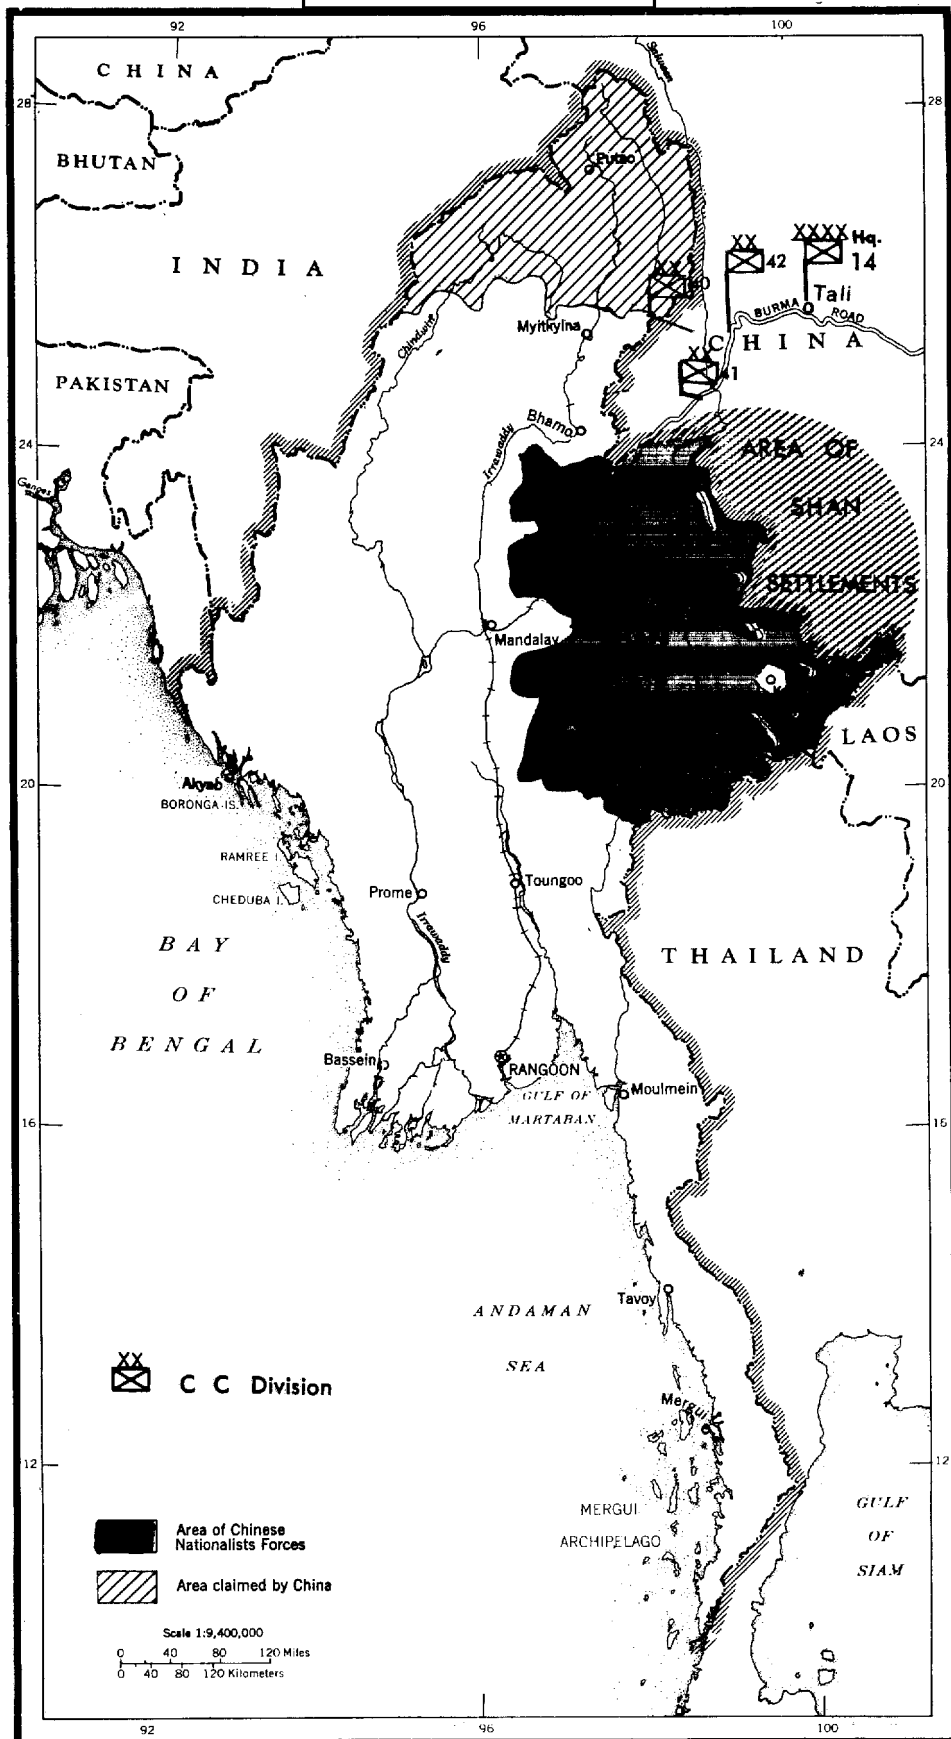 92
96
100
CHINA
Salween
28
28
BHUTAN
Putao
INDIA
XX
42
XXXX Hq.
14
XX
40
Tali
BURMA ROAD
Chindwin
Myitkyina
CHINA
XX
41
PAKISTAN
Bhamo
Irrawaddy
24
24
AREA OF
SHAN
SETTLEMENTS
Ganges
Mandalay
LAOS
20
20
Akyab
BORONGA IS.
RAMREE I.
CHEDUBA I.
Toungoo
Prome
Irrawaddy
BAY
OF
BENGAL
THAILAND
Bassein
RANGOON
Moulmein
GULF OF
MARTABAN
16
16
Tavoy
ANDAMAN
SEA
XX
C C Division
Mergui
12
12
MERGUI
ARCHIPELAGO
GULF
OF
SIAM
Area of Chinese
Nationalists Forces
Area claimed by China
Scale 1:9,400,000
0 40 80 120 Miles
0 40 80 120 Kilometers
92
96
100